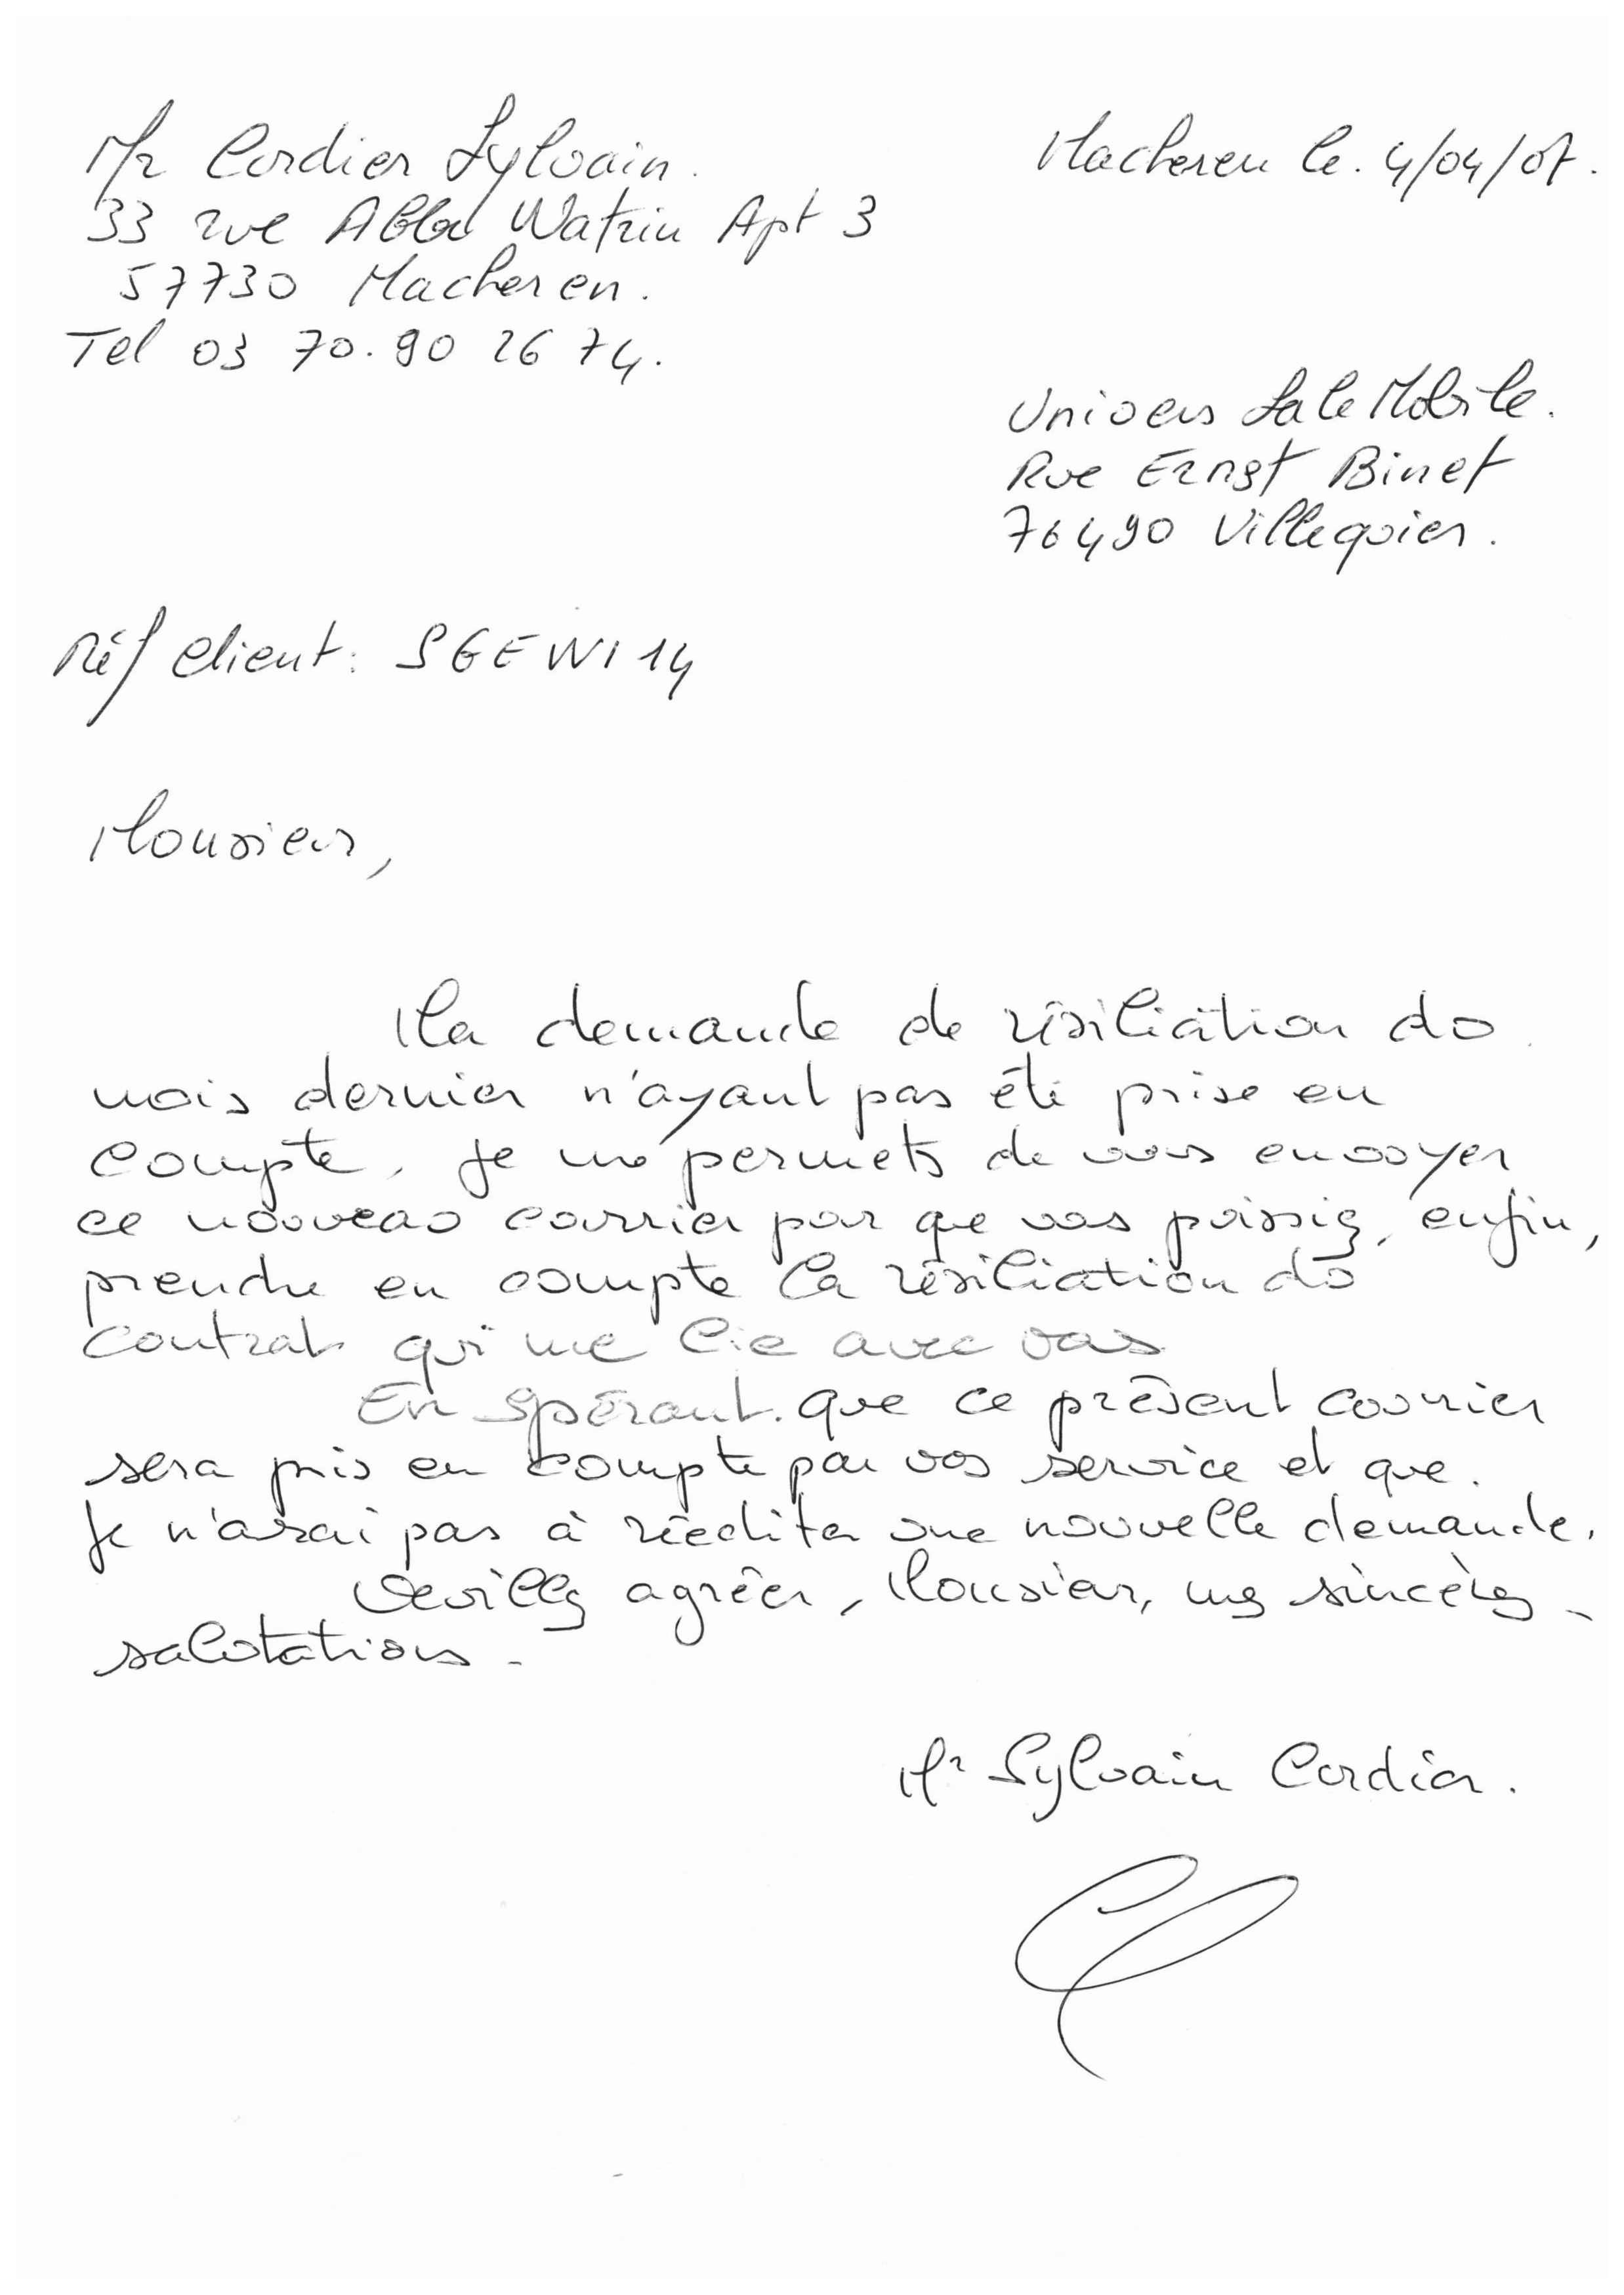 Mr Cordier Sylvain.
Macheren le. 4/04/07.
33 rue Abbé Watrin Apt 3
57730 Macheren.
Tel 03 70.90 26 74.
Univers SaleMobile.
Rue Ernst Binet
76490 Villequier.
Réf client : SGEWI14
Monsieur,
Ma demande de résiliation du
mois dernier n'ayant pas été prise en
compte, je me permets de vous envoyer
ce nouveau courrier pour que vous puissiez, enfin,
prendre en compte la résiliation du
contrat qui me lie avec vous
En espérant que ce présent courrier
sera pris en compte par vos service et que
je n'aurai pas à rééditer une nouvelle demande.
Veuillez agréer, Monsieur, mes sincères
salutations.
Mr Sylvain Cordier.